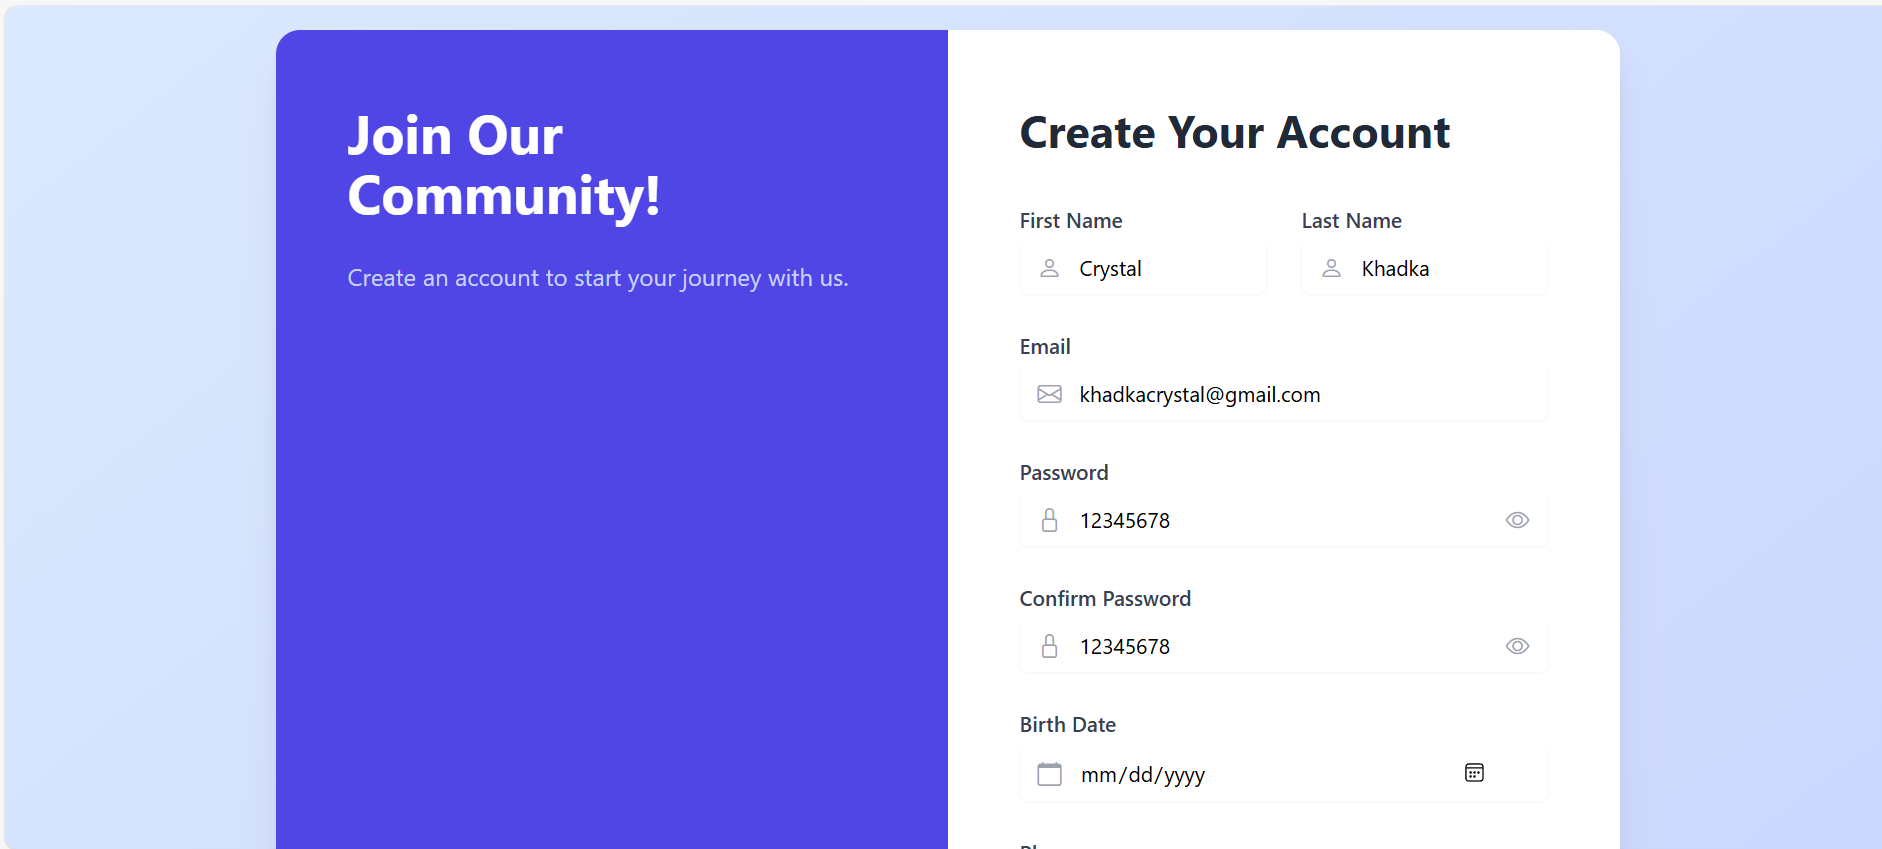 Join Our
Community!
Create an account to start your journey with us.
Create Your Account
First Name
Last Name
Crystal
Khadka
Email
khadkacrystal@gmail.com
Password
12345678
Confirm Password
12345678
Birth Date
mm/dd/yyyy